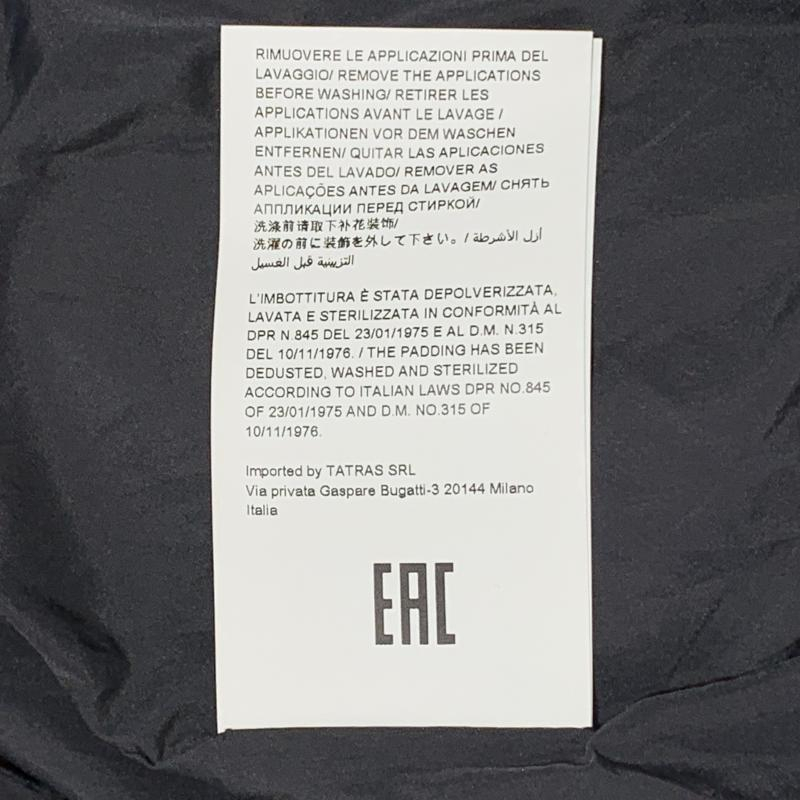 RIMUOVERE LE APPLICAZIONI PRIMA DEL
LAVAGGIO/ REMOVE THE APPLICATIONS
BEFORE WASHING/ RETIRER LES
APPLICATIONS AVANT LE LAVAGE /
APPLIKATIONEN VOR DEM WASCHEN
ENTFERNEN/ QUITAR LAS APLICACIONES
ANTES DEL LAVADO/ REMOVER AS
APLICAÇÕES ANTES DA LAVAGEM/ СНЯТЬ
АППЛИКАЦИИ ПЕРЕД СТИРКОЙ/
洗涤前请取下补花装饰/
洗濯の前に装飾を外して下さい。/ أزل الأشرطة
التزيينية قبل الغسيل
L'IMBOTTITURA È STATA DEPOLVERIZZATA,
LAVATA E STERILIZZATA IN CONFORMITÀ AL
DPR N.845 DEL 23/01/1975 E AL D.M. N.315
DEL 10/11/1976. / THE PADDING HAS BEEN
DEDUSTED, WASHED AND STERILIZED
ACCORDING TO ITALIAN LAWS DPR NO.845
OF 23/01/1975 AND D.M. NO.315 OF
10/11/1976.
Imported by TATRAS SRL
Via privata Gaspare Bugatti-3 20144 Milano
Italia
EAC